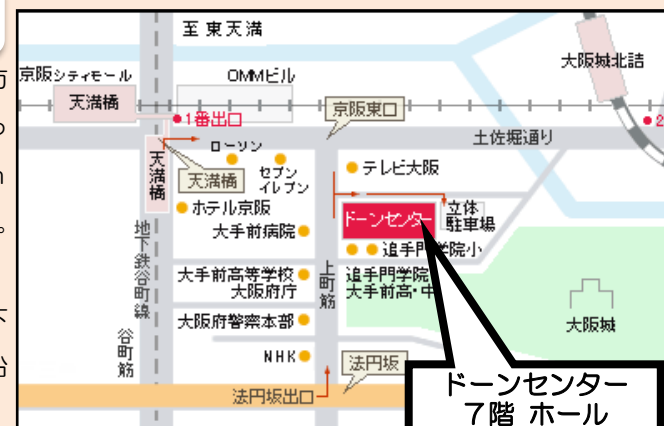 至東天満
京阪シティモール
OMMビル
大阪城北詰
天満橋
京阪東口
1番出口
2
土佐堀通り
ローソン
セブン
イレブン
天満橋
天満橋
テレビ大阪
ホテル京阪
大手前病院
ドーンセンター
立体
駐車場
追手門学院小
地下鉄谷町線
大手前高等学校
大阪府庁
上町筋
追手門学院
大手前高・中
大阪府警察本部
大阪城
谷町筋
NHK
法円坂
法円坂出口
ドーンセンター
7階 ホール